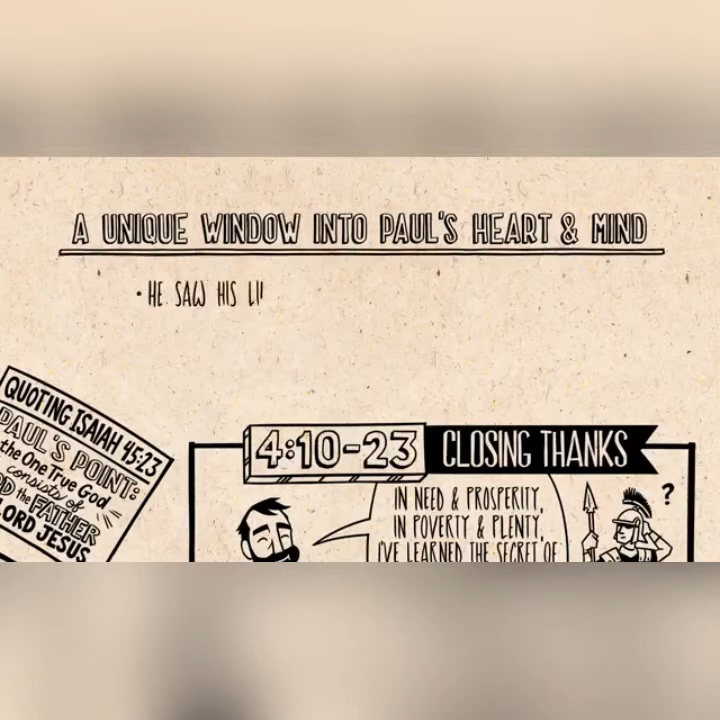 A UNIQUE WINDOW INTO PAUL'S HEART & MIND
• HE SAW HIS
QUOTING ISAIAH 45:23
PAUL'S POINT:
the One True God
consists of
the FATHER
LORD JESUS
4:10-23 CLOSING THANKS
IN NEED & PROSPERITY,
IN POVERTY & PLENTY,
I'VE LEARNED THE SECRET OF
?